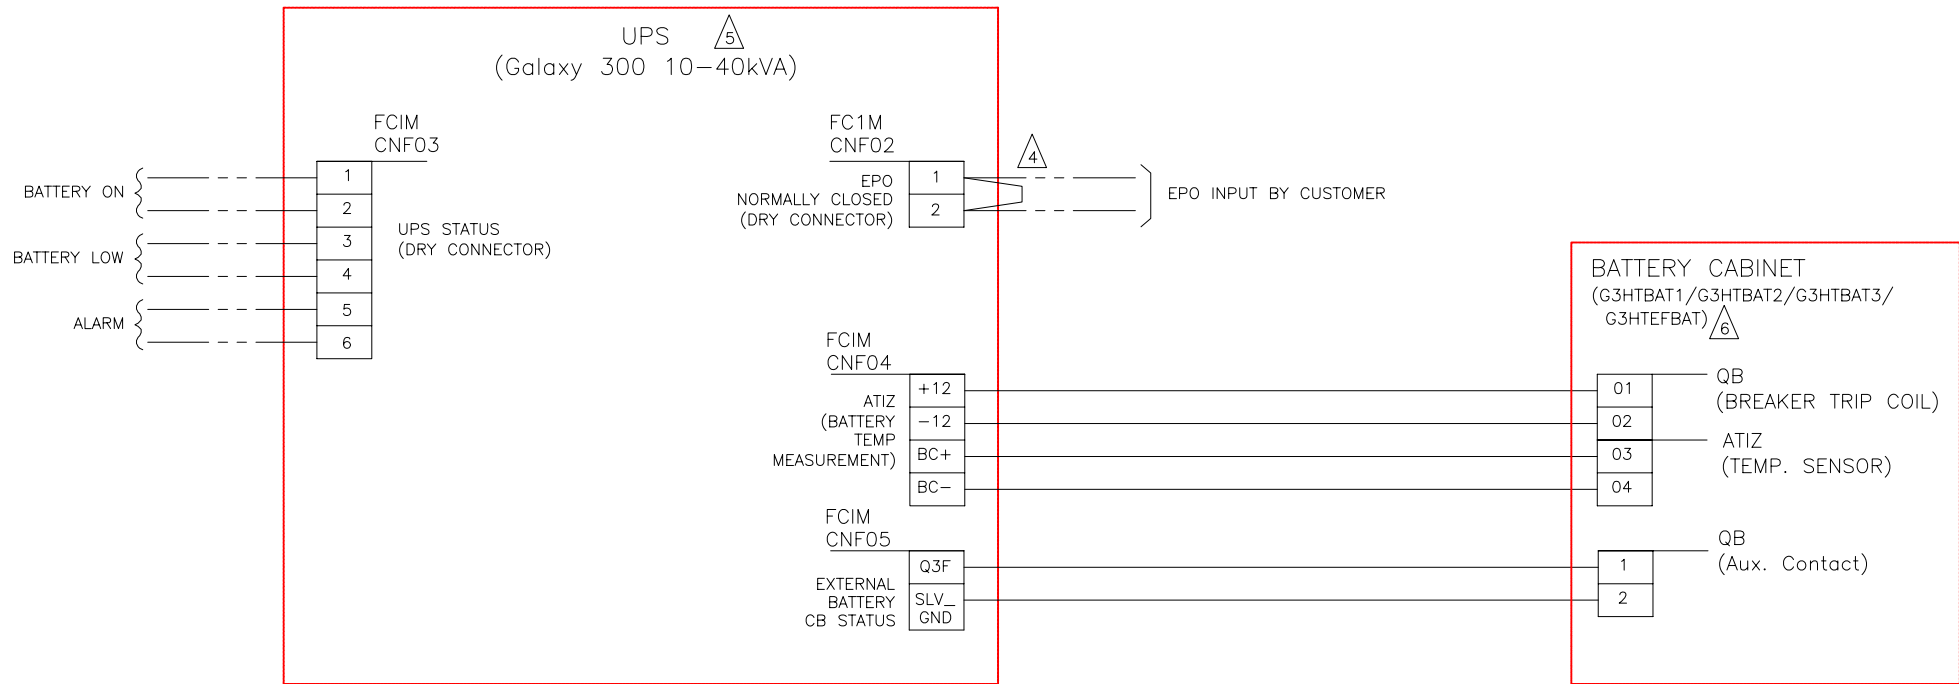 UPS
5
(Galaxy 300 10-40kVA)
FCIM
CNF03
1
2
3
4
5
6
BATTERY ON
BATTERY LOW
ALARM
UPS STATUS
(DRY CONNECTOR)
FC1M
CNF02
EPO
NORMALLY CLOSED
(DRY CONNECTOR)
1
2
4
EPO INPUT BY CUSTOMER
FCIM
CNF04
ATIZ
(BATTERY
TEMP
MEASUREMENT)
+12
-12
BC+
BC-
FCIM
CNF05
EXTERNAL
BATTERY
CB STATUS
Q3F
SLV_
GND
BATTERY CABINET
(G3HTBAT1/G3HTBAT2/G3HTBAT3/
G3HTEFBAT)
6
01
02
03
04
QB
(BREAKER TRIP COIL)
ATIZ
(TEMP. SENSOR)
1
2
QB
(Aux. Contact)